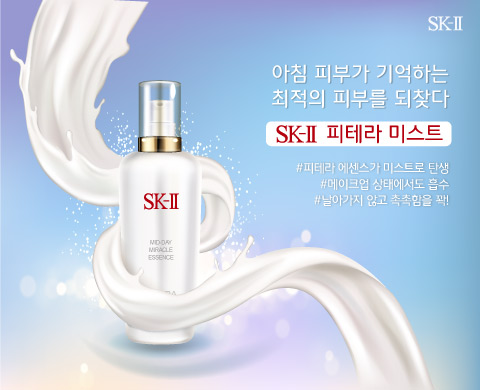 SK-II
아침 피부가 기억하는
최적의 피부를 되찾다
SK-II 피테라 미스트
#피테라 에센스가 미스트로 탄생
#메이크업 상태에서도 흡수
#날아가지 않고 촉촉함을 꽉!
SK-II
MID-DAY
MIRACLE
ESSENCE